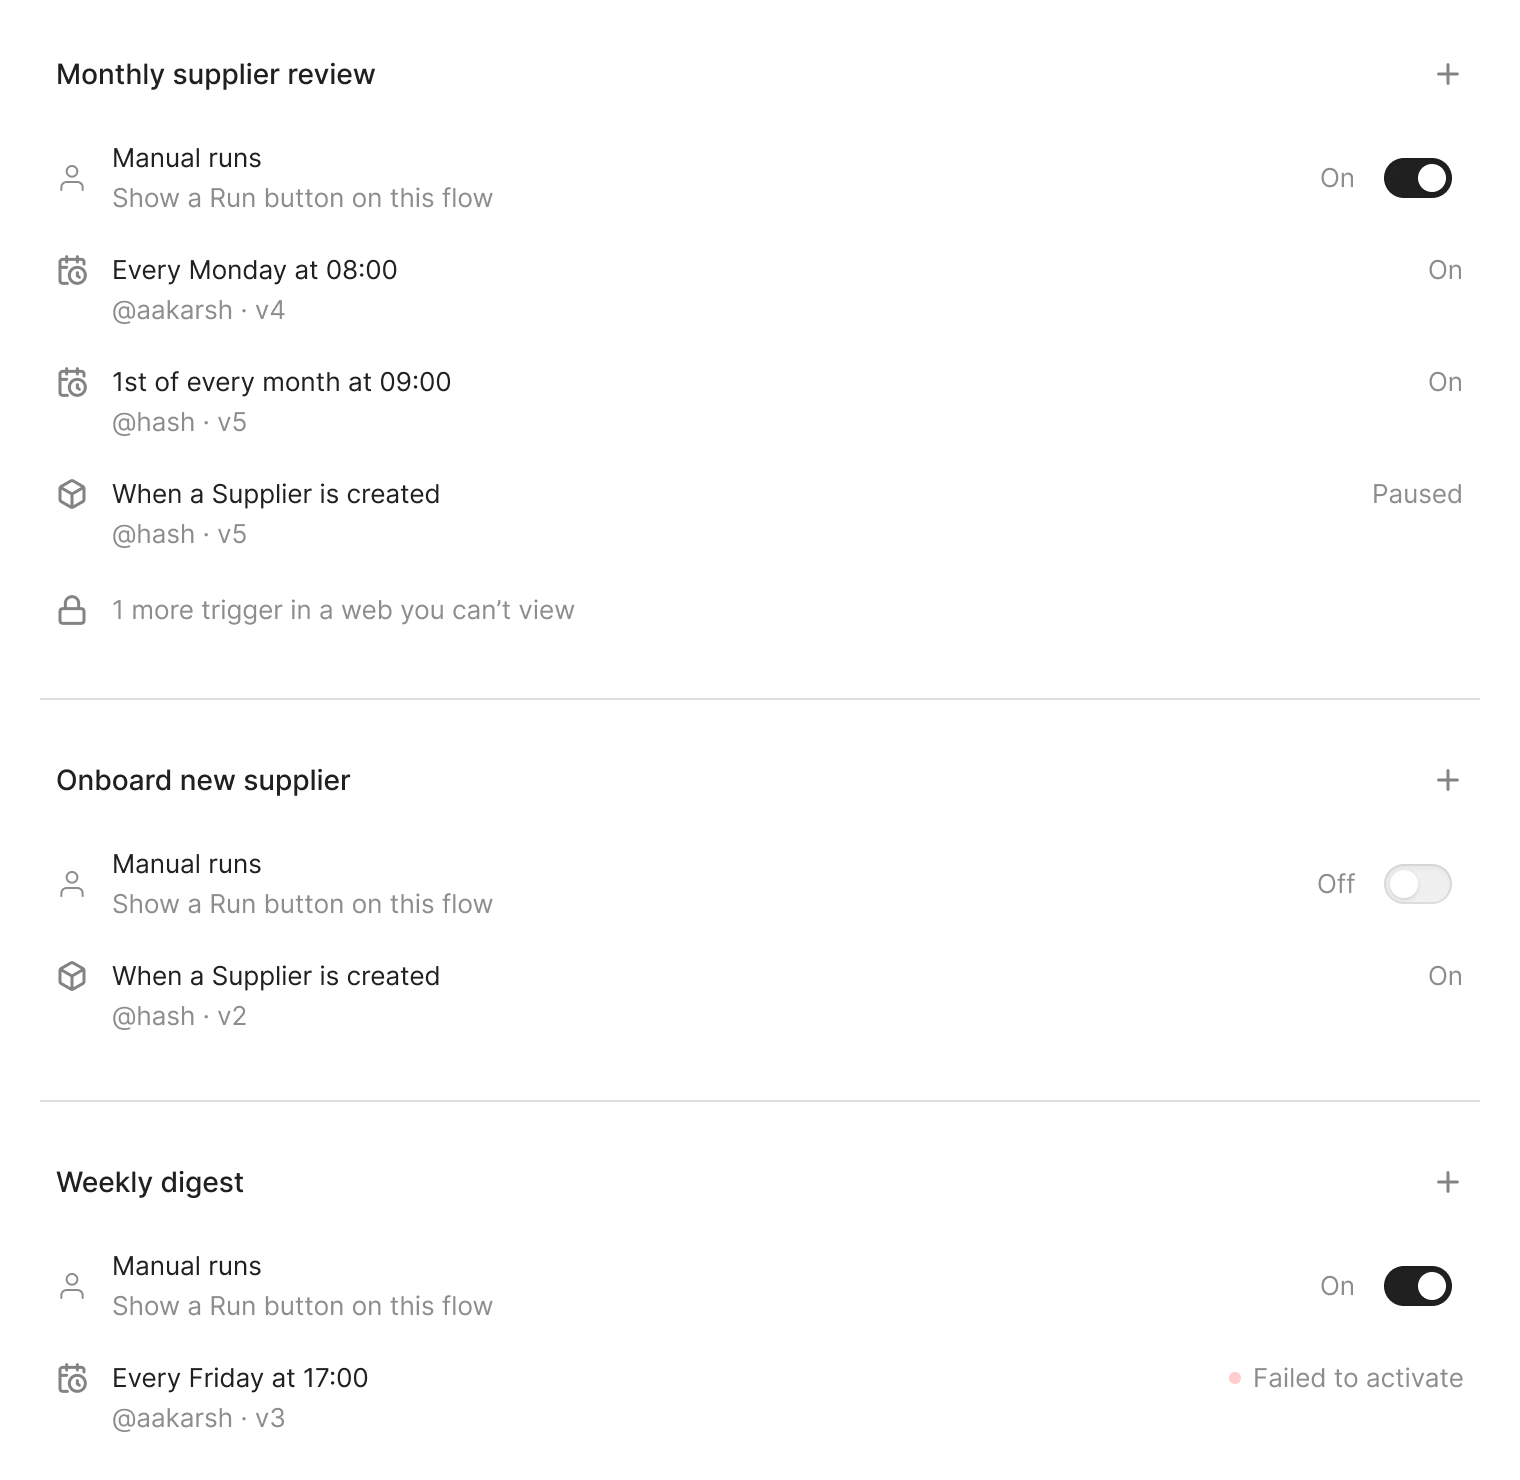 Monthly supplier review
Manual runs
Show a Run button on this flow
On
Every Monday at 08:00
On
@aakarsh · v4
1st of every month at 09:00
On
@hash · v5
When a Supplier is created
Paused
@hash · v5
1 more trigger in a web you can’t view
Onboard new supplier
Manual runs
Show a Run button on this flow
Off
When a Supplier is created
On
@hash · v2
Weekly digest
Manual runs
Show a Run button on this flow
On
Every Friday at 17:00
Failed to activate
@aakarsh · v3